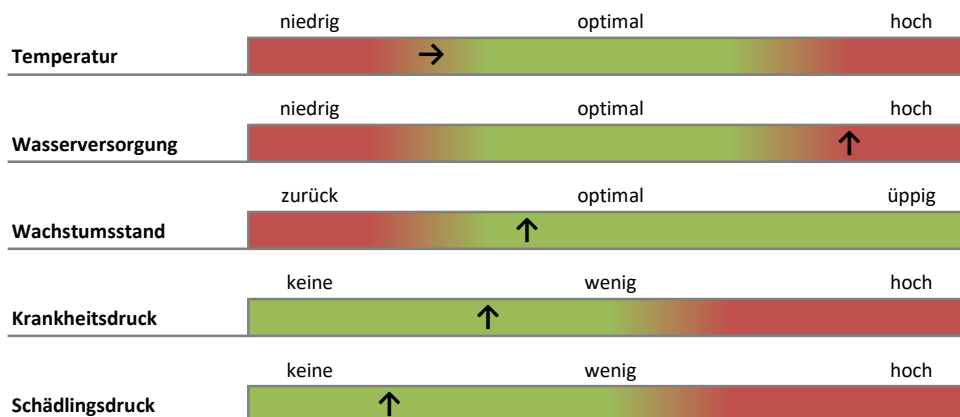 niedrig optimal hoch
Temperatur
niedrig optimal hoch
Wasserversorgung
zurück optimal üppig
Wachstumsstand
keine wenig hoch
Krankheitsdruck
keine wenig hoch
Schädlingsdruck